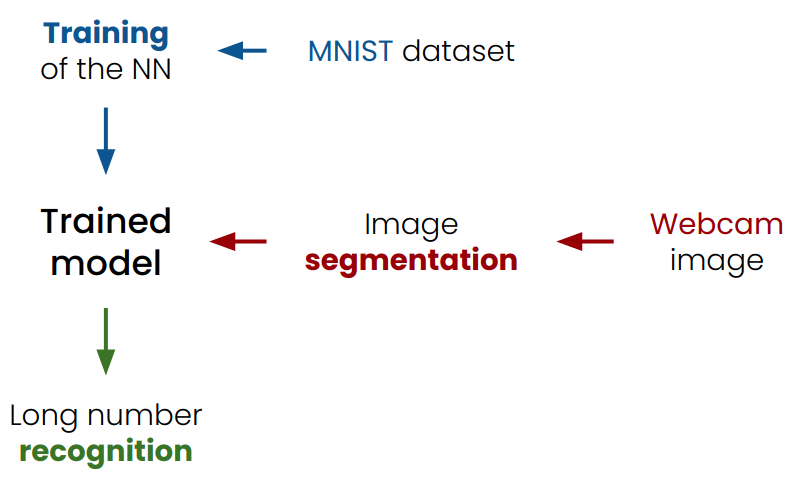 Training
of the NN
MNIST dataset
Trained
model
Image
segmentation
Webcam
image
Long number
recognition